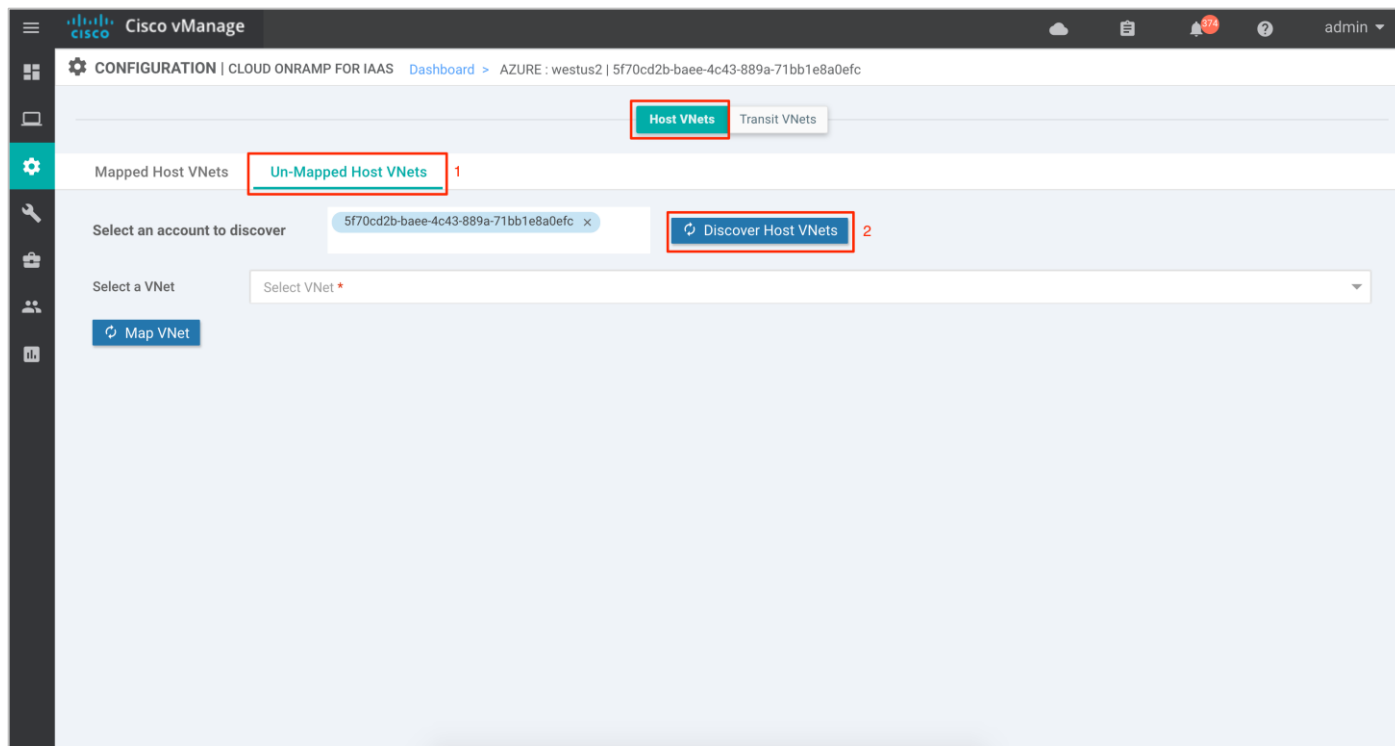 cisco Cisco vManage 374 admin
CONFIGURATION | CLOUD ONRAMP FOR IAAS Dashboard > AZURE : westus2 | 5f70cd2b-baee-4c43-889a-71bb1e8a0efc
Host VNets Transit VNets
Mapped Host VNets Un-Mapped Host VNets 1
Select an account to discover 5f70cd2b-baee-4c43-889a-71bb1e8a0efc × Discover Host VNets 2
Select a VNet Select VNet *
Map VNet